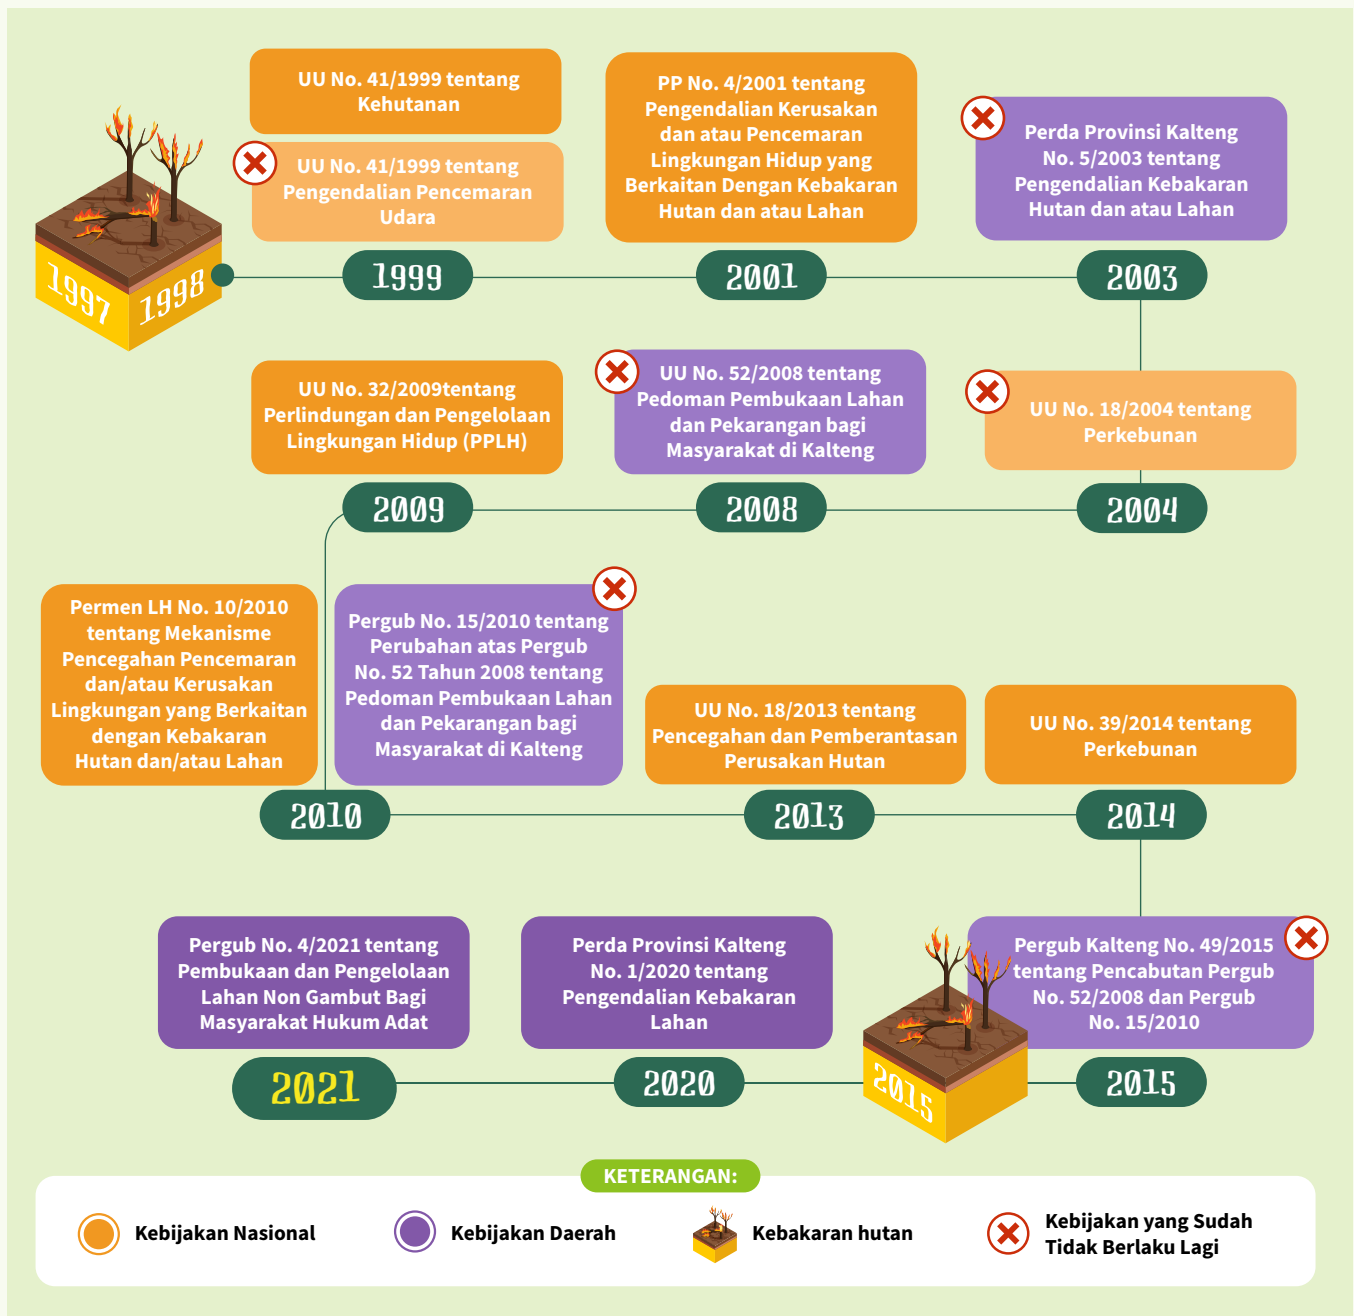 UU No. 41/1999 tentang
Kehutanan
UU No. 41/1999 tentang
Pengendalian Pencemaran
Udara
PP No. 4/2001 tentang
Pengendalian Kerusakan
dan atau Pencemaran
Lingkungan Hidup yang
Berkaitan Dengan Kebakaran
Hutan dan atau Lahan
Perda Provinsi Kalteng
No. 5/2003 tentang
Pengendalian Kebakaran
Hutan dan atau Lahan
1997
1998
1999
2001
2003
UU No. 32/2009tentang
Perlindungan dan Pengelolaan
Lingkungan Hidup (PPLH)
UU No. 52/2008 tentang
Pedoman Pembukaan Lahan
dan Pekarangan bagi
Masyarakat di Kalteng
UU No. 18/2004 tentang
Perkebunan
2009
2008
2004
Permen LH No. 10/2010
tentang Mekanisme
Pencegahan Pencemaran
dan/atau Kerusakan
Lingkungan yang Berkaitan
dengan Kebakaran
Hutan dan/atau Lahan
Pergub No. 15/2010 tentang
Perubahan atas Pergub
No. 52 Tahun 2008 tentang
Pedoman Pembukaan Lahan
dan Pekarangan bagi
Masyarakat di Kalteng
UU No. 18/2013 tentang
Pencegahan dan Pemberantasan
Perusakan Hutan
UU No. 39/2014 tentang
Perkebunan
2010
2013
2014
Pergub No. 4/2021 tentang
Pembukaan dan Pengelolaan
Lahan Non Gambut Bagi
Masyarakat Hukum Adat
Perda Provinsi Kalteng
No. 1/2020 tentang
Pengendalian Kebakaran
Lahan
Pergub Kalteng No. 49/2015
tentang Pencabutan Pergub
No. 52/2008 dan Pergub
No. 15/2010
2021
2020
2015
2015
KETERANGAN:
Kebijakan Nasional
Kebijakan Daerah
Kebakaran hutan
Kebijakan yang Sudah
Tidak Berlaku Lagi